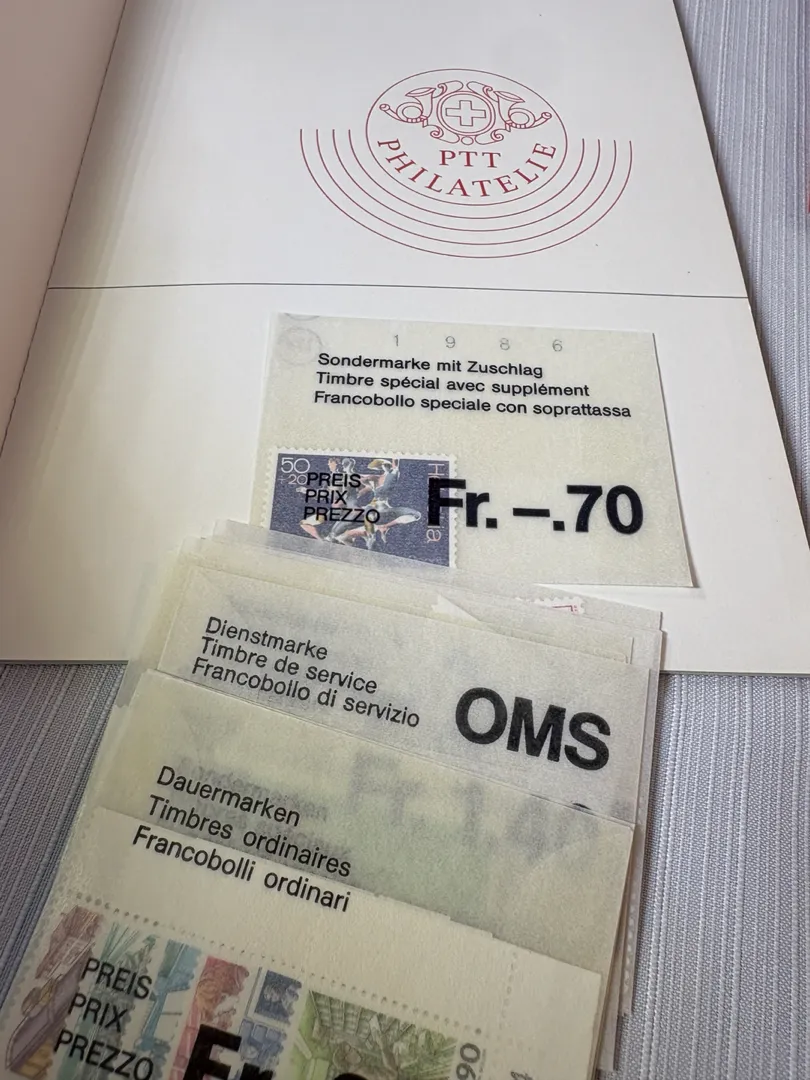 PTT
PHILATELIE
1 9 8 6
Sondermarke mit Zuschlag
Timbre spécial avec supplément
Francobollo speciale con soprattassa
50
+20
PREIS
PRIX
PREZZO
Fr. –.70
Dienstmarke
Timbre de service
Francobollo di servizio
OMS
Dauermarken
Timbres ordinaires
Francobolli ordinari
PREIS
PRIX
PREZZO
Fr
90